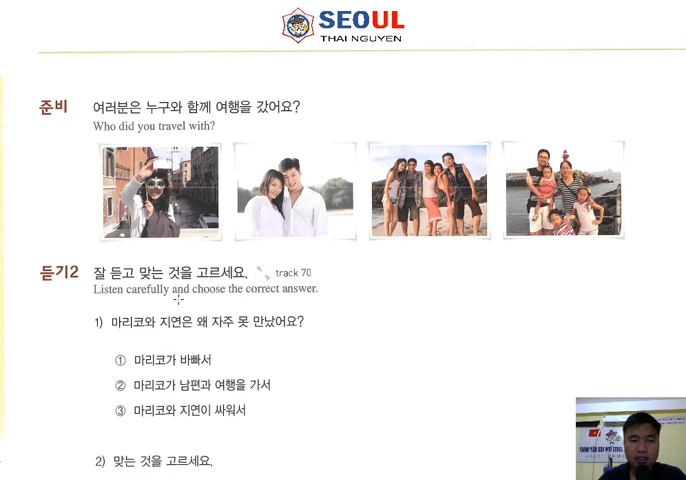 SEOUL
THAI NGUYEN
준비 여러분은 누구와 함께 여행을 갔어요?
Who did you travel with?
듣기2 잘 듣고 맞는 것을 고르세요. track 70
Listen carefully and choose the correct answer.
1) 마리코와 지연은 왜 자주 못 만났어요?
① 마리코가 바빠서
② 마리코가 남편과 여행을 가서
③ 마리코와 지연이 싸워서
2) 맞는 것을 고르세요.